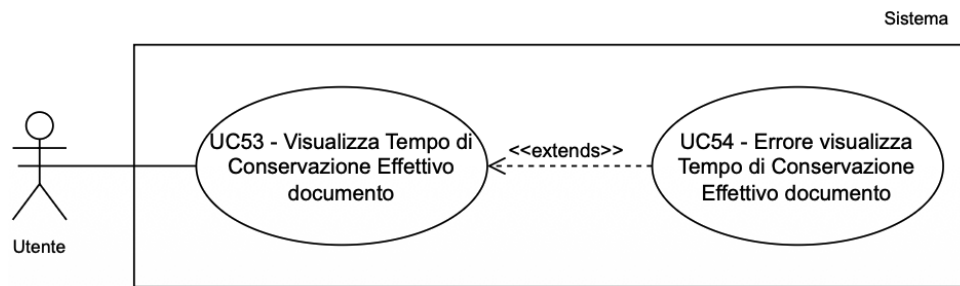 Sistema
UC53 - Visualizza Tempo di
Conservazione Effettivo
documento
<<extends>>
UC54 - Errore visualizza
Tempo di Conservazione
Effettivo documento
Utente